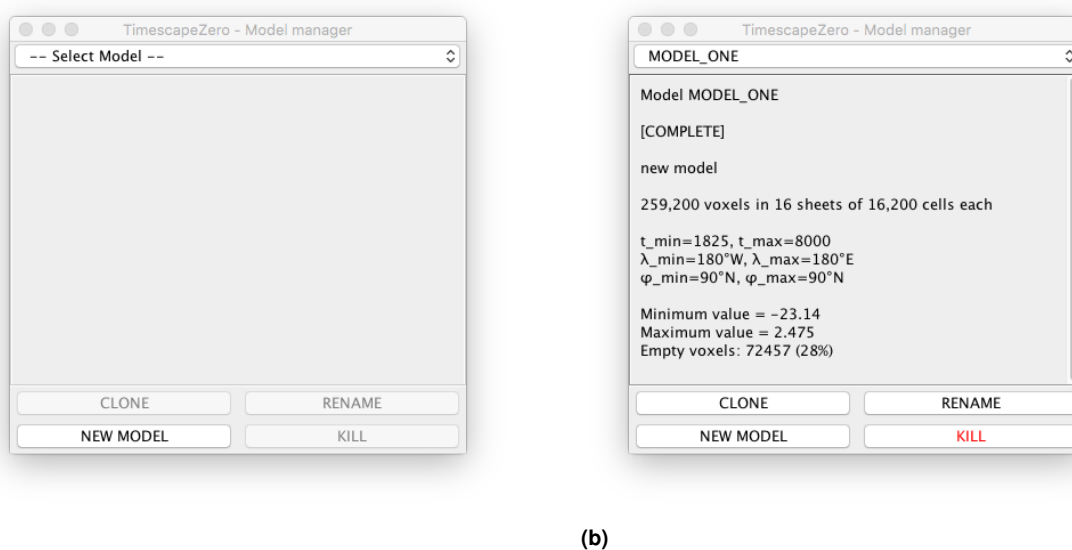 TimescapeZero - Model manager
-- Select Model --
CLONE
RENAME
NEW MODEL
KILL
TimescapeZero - Model manager
MODEL_ONE
Model MODEL_ONE
[COMPLETE]
new model
259,200 voxels in 16 sheets of 16,200 cells each
t_min=1825, t_max=8000
λ_min=180°W, λ_max=180°E
φ_min=90°N, φ_max=90°N
Minimum value = -23.14
Maximum value = 2.475
Empty voxels: 72457 (28%)
CLONE
RENAME
NEW MODEL
KILL
(b)